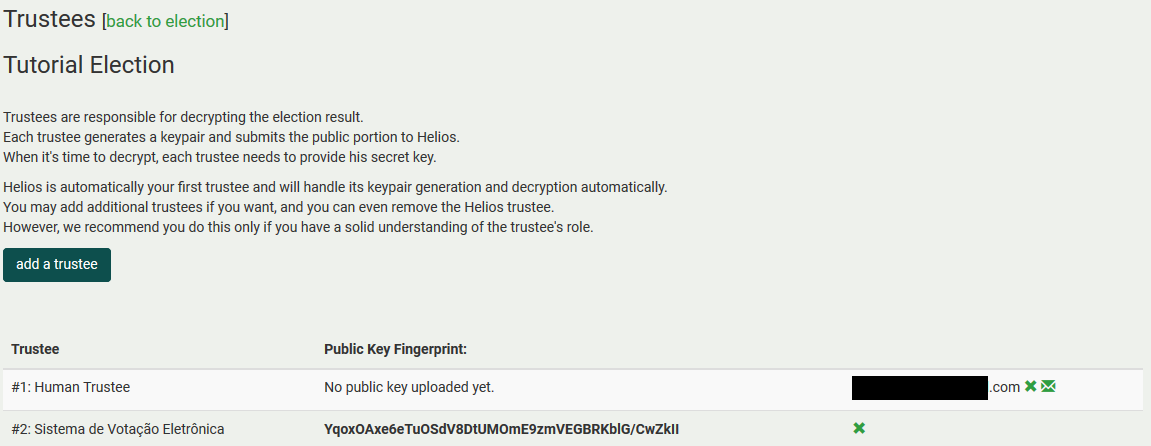 Trustees [back to election]
Tutorial Election
Trustees are responsible for decrypting the election result.
Each trustee generates a keypair and submits the public portion to Helios.
When it's time to decrypt, each trustee needs to provide his secret key.
Helios is automatically your first trustee and will handle its keypair generation and decryption automatically.
You may add additional trustees if you want, and you can even remove the Helios trustee.
However, we recommend you do this only if you have a solid understanding of the trustee's role.
add a trustee
Trustee Public Key Fingerprint:
#1: Human Trustee No public key uploaded yet. .com
#2: Sistema de Votação Eletrônica YqoxOAxe6eTuOSdV8DtUMOmE9zmVEGBRKblG/CwZkII